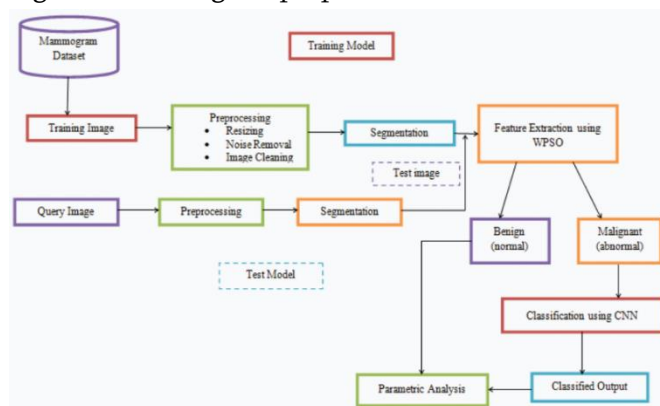 Mammogram
Dataset
Training Model
Training Image
Preprocessing
• Resizing
• Noise Removal
• Image Cleaning
Segmentation
Feature Extraction using
WPSO
Test image
Query Image
Preprocessing
Segmentation
Benign
(normal)
Malignant
(abnormal)
Test Model
Classification using CNN
Parametric Analysis
Classified Output